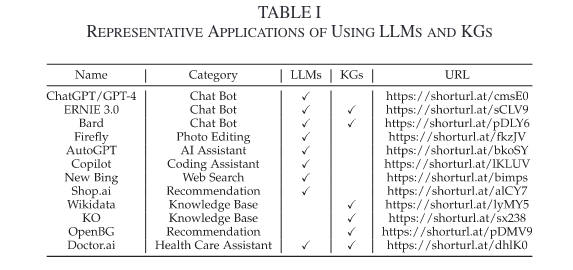 TABLE I
REPRESENTATIVE APPLICATIONS OF USING LLMS AND KGS
Name | Category | LLMs | KGs | URL
ChatGPT/GPT-4 | Chat Bot | ✓ | | https://shorturl.at/cmsE0
ERNIE 3.0 | Chat Bot | ✓ | ✓ | https://shorturl.at/sCLV9
Bard | Chat Bot | ✓ | ✓ | https://shorturl.at/pDLY6
Firefly | Photo Editing | ✓ | | https://shorturl.at/fkzJV
AutoGPT | AI Assistant | ✓ | | https://shorturl.at/bkoSY
Copilot | Coding Assistant | ✓ | | https://shorturl.at/lKLUV
New Bing | Web Search | ✓ | | https://shorturl.at/bimps
Shop.ai | Recommendation | ✓ | | https://shorturl.at/alCY7
Wikidata | Knowledge Base | | ✓ | https://shorturl.at/lyMY5
KO | Knowledge Base | | ✓ | https://shorturl.at/sx238
OpenBG | Recommendation | | ✓ | https://shorturl.at/pDMV9
Doctor.ai | Health Care Assistant | ✓ | ✓ | https://shorturl.at/dhlK0